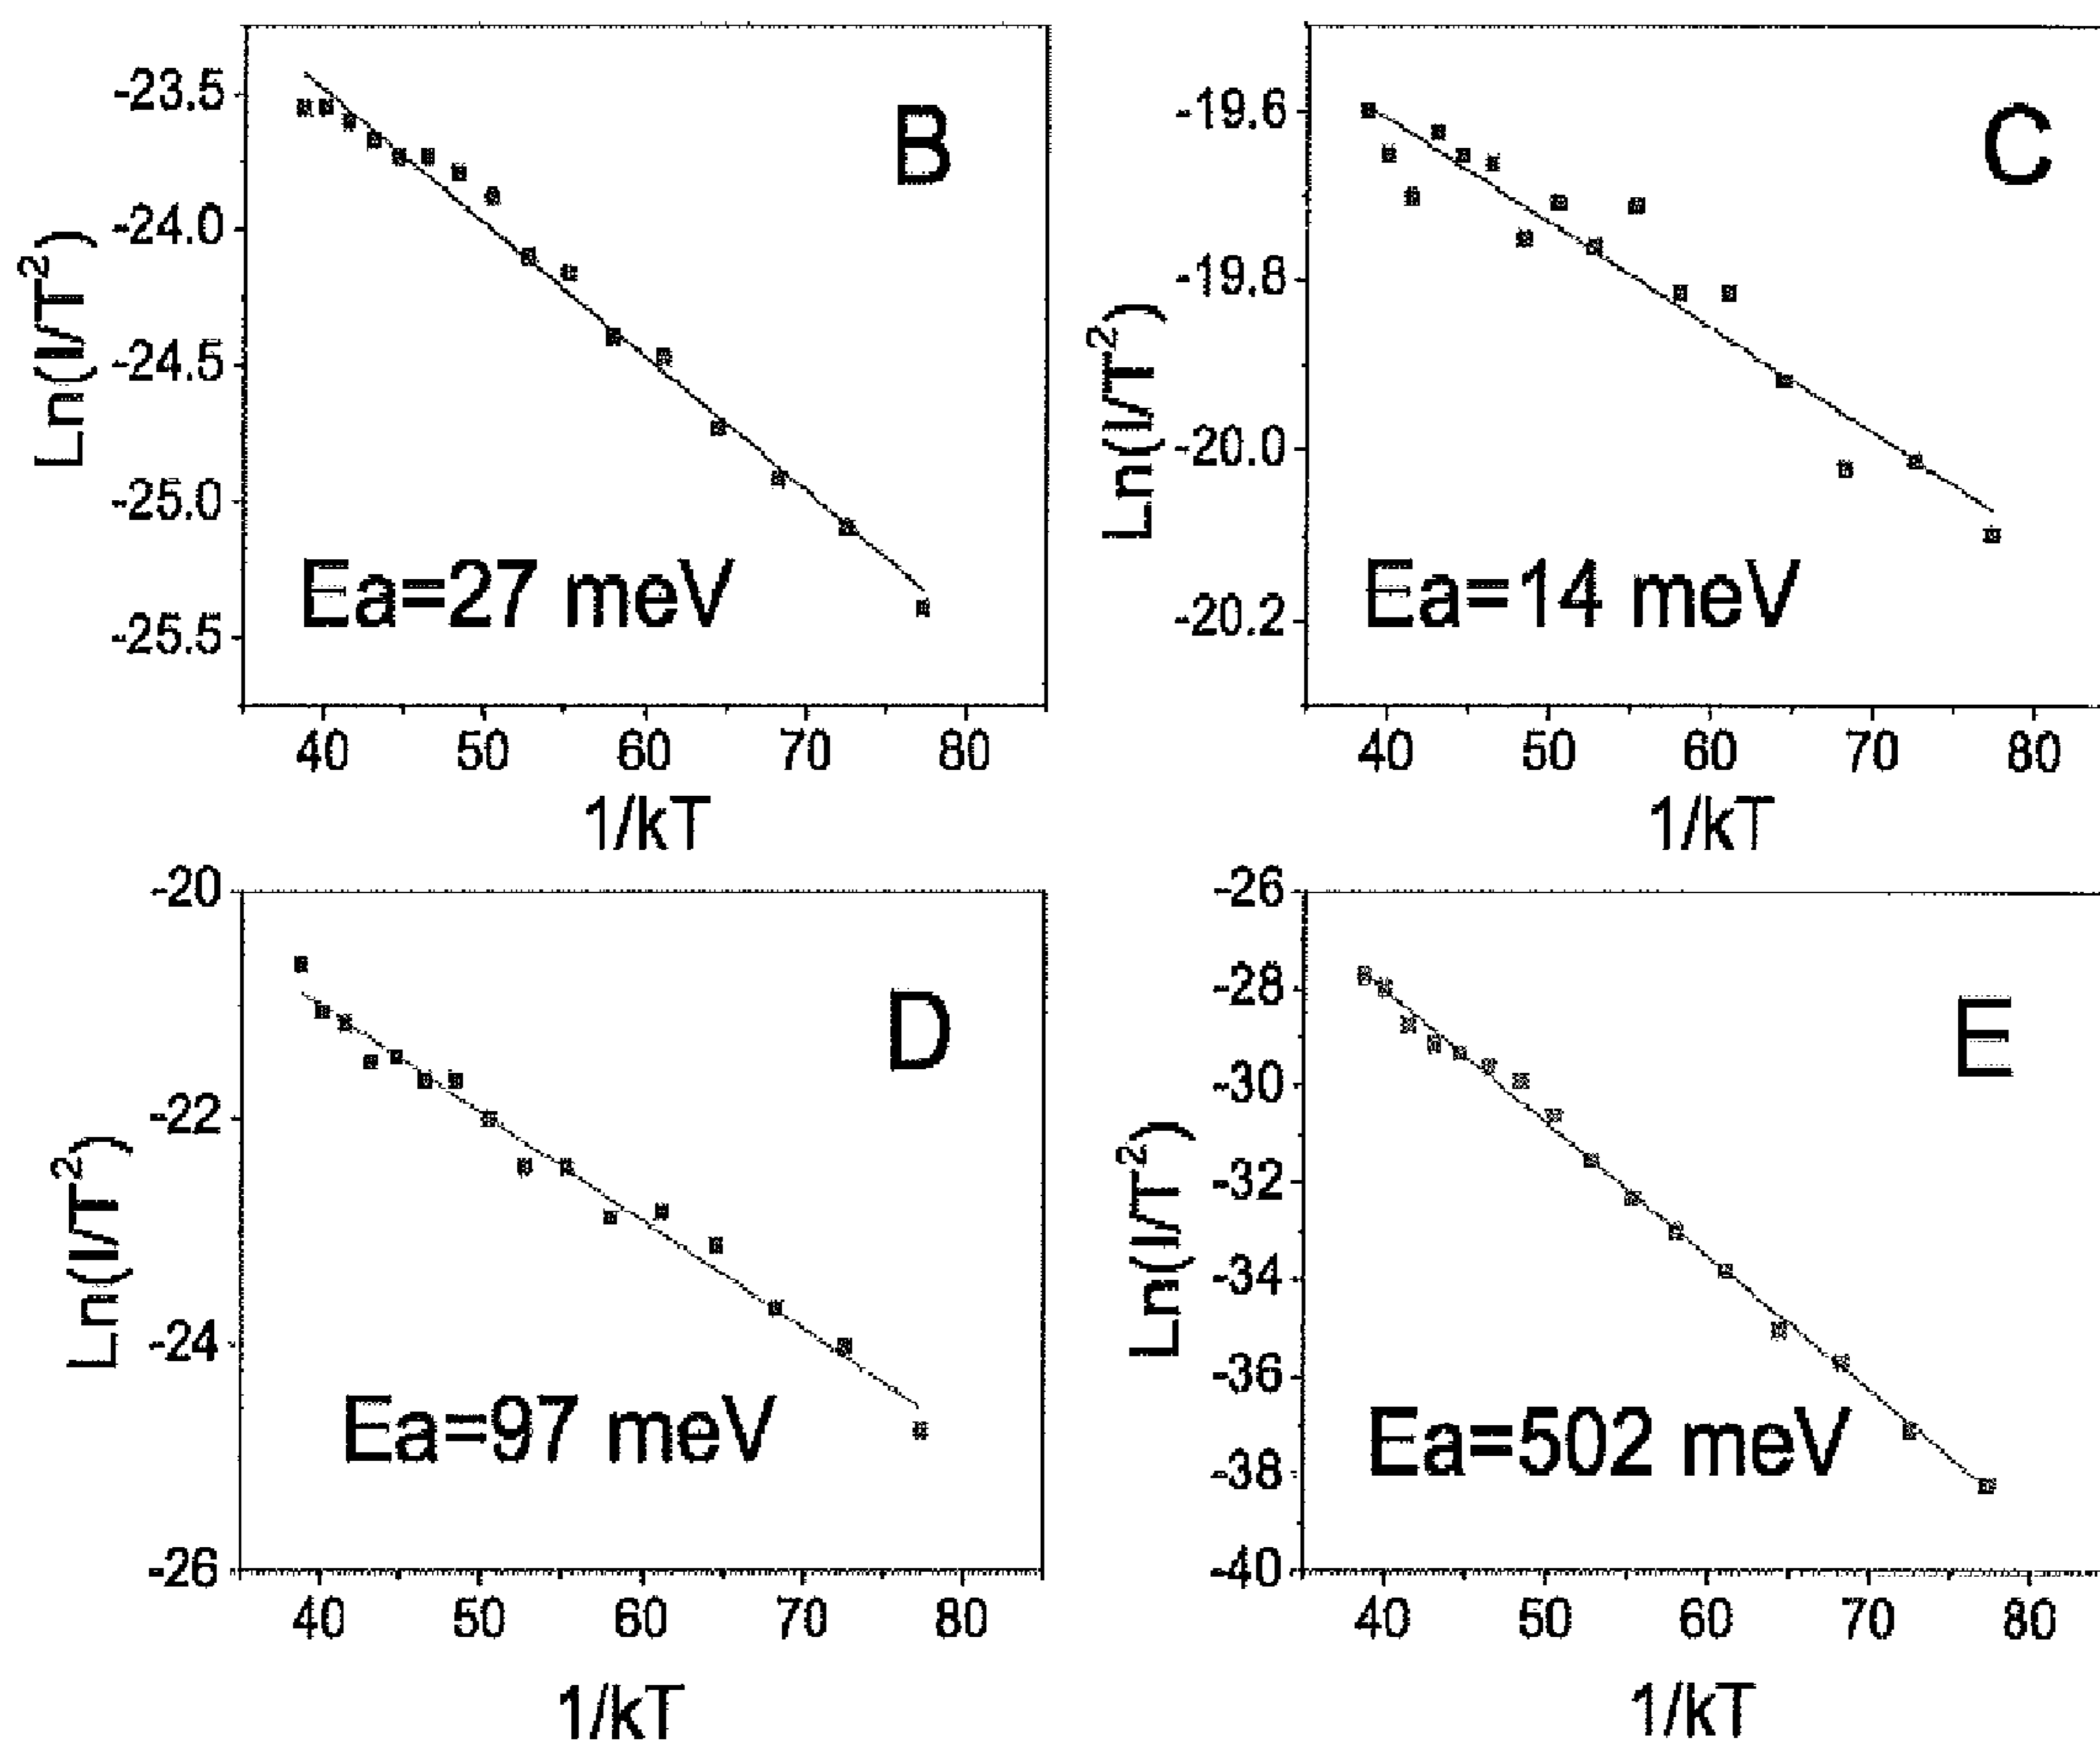 B
-23.5
-24.0
-24.5
-25.0
-25.5
Ln(I/T²)
Ea=27 meV
40 50 60 70 80
1/kT
C
-19.6
-19.8
-20.0
-20.2
Ln(I/T²)
Ea=14 meV
40 50 60 70 80
1/kT
D
-20
-22
-24
-26
Ln(I/T²)
Ea=97 meV
40 50 60 70 80
1/kT
E
-26
-28
-30
-32
-34
-36
-38
-40
Ln(I/T²)
Ea=502 meV
40 50 60 70 80
1/kT